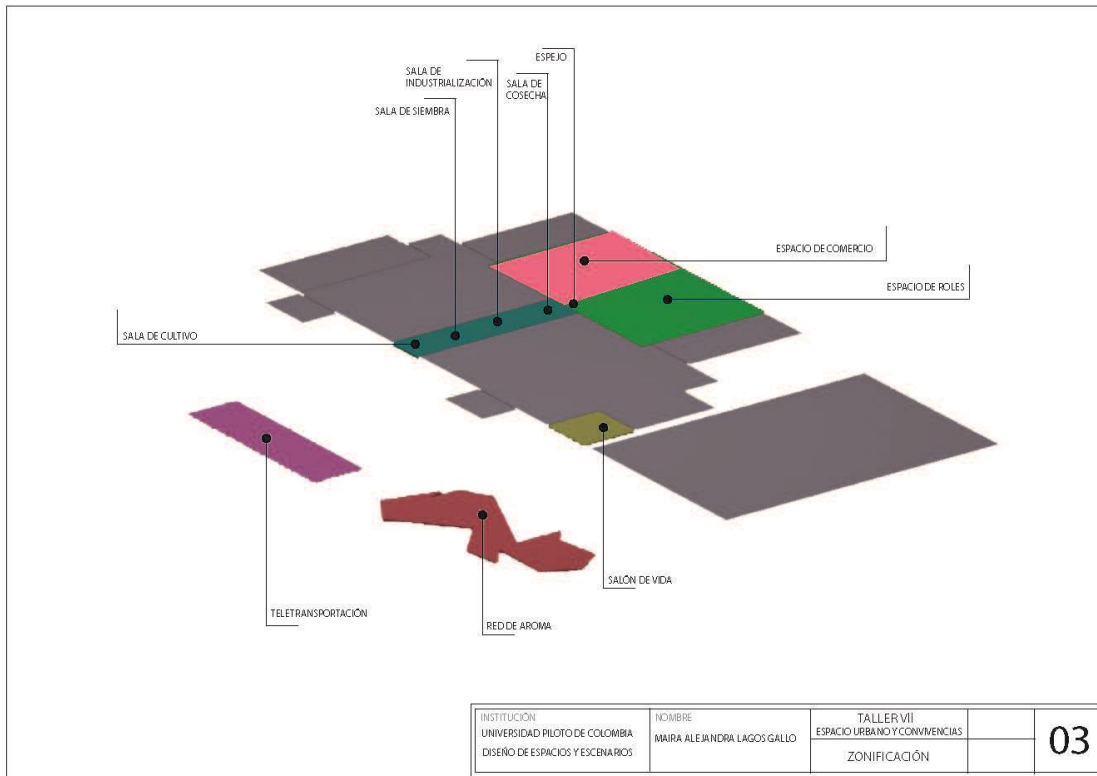 ESPEJO
SALA DE
INDUSTRIALIZACIÓN
SALA DE
COSECHA
SALA DE SIEMBRA
ESPACIO DE COMERCIO
ESPACIO DE ROLES
SALA DE CULTIVO
SALÓN DE VIDA
TELETRANSPORTACIÓN
RED DE AROMA
INSTITUCIÓN
UNIVERSIDAD PILOTO DE COLOMBIA
DISEÑO DE ESPACIOS Y ESCENARIOS
NOMBRE
MAIRA ALEJANDRA LAGOS GALLO
TALLER VII
ESPACIO URBANO Y CONVIVENCIAS
ZONIFICACIÓN
03